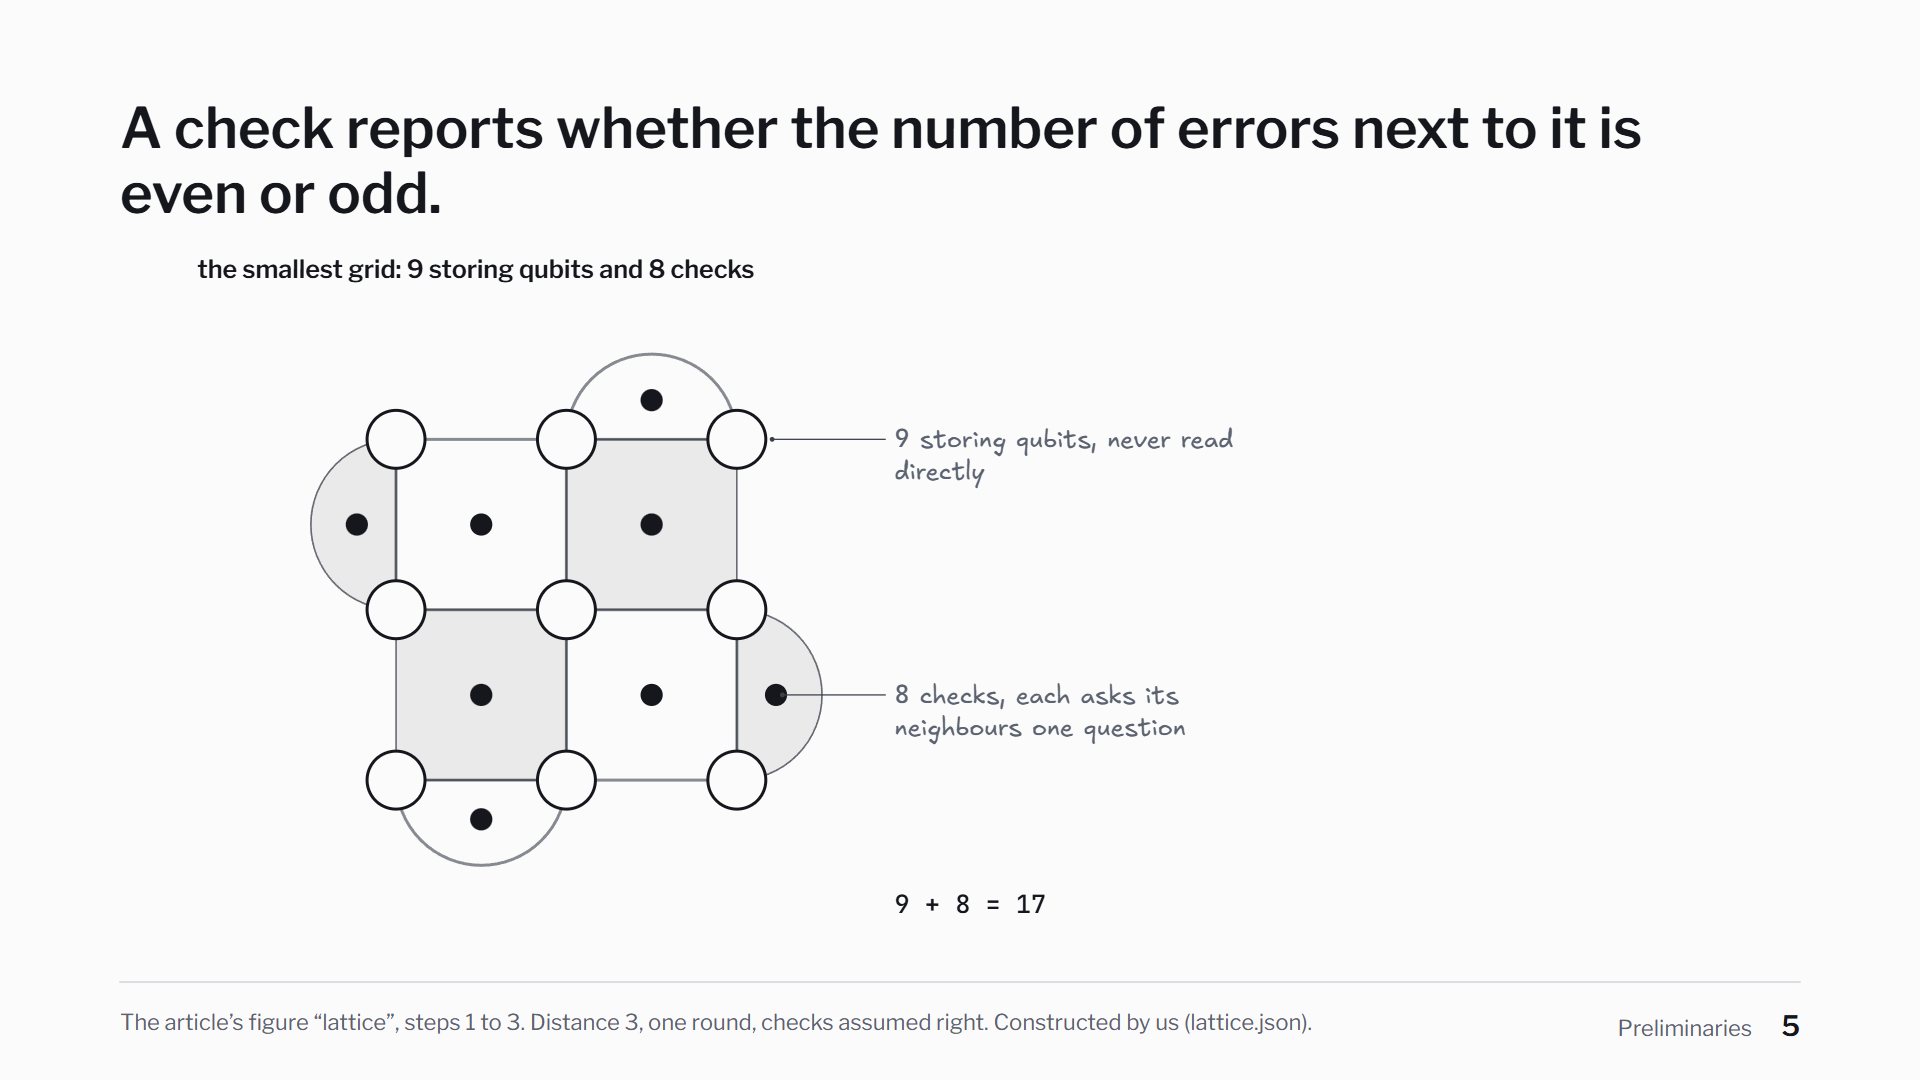 A check reports whether the number of errors next to it is
even or odd.
the smallest grid: 9 storing qubits and 8 checks
9 storing qubits, never read
directly
8 checks, each asks its
neighbours one question
9 + 8 = 17
The article’s figure “lattice”, steps 1 to 3. Distance 3, one round, checks assumed right. Constructed by us (lattice.json).
Preliminaries 5